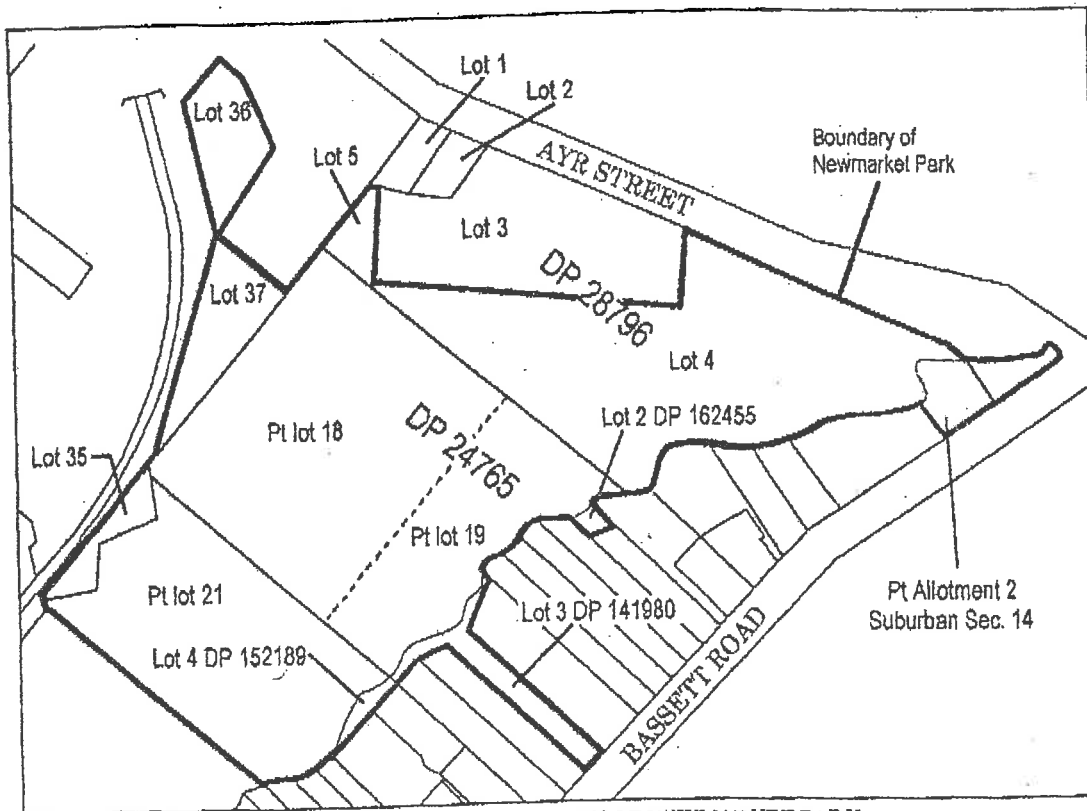 Lot 1
Lot 2
Lot 36
Lot 5
AYR STREET
Boundary of
Newmarket Park
Lot 3
DP 28796
Lot 37
Lot 4
Pt lot 18
DP 24765
Lot 2 DP 162455
Lot 35
Pt lot 19
Pt lot 21
Lot 3 DP 141980
Pt Allotment 2
Suburban Sec. 14
Lot 4 DP 152189
BASSETT ROAD